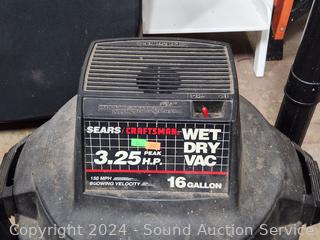 SEARS/CRAFTSMAN
WET
DRY
VAC
3.25 PEAK H.P.
150 MPH
BLOWING VELOCITY
16 GALLON
Copyright 2024 - Sound Auction Service